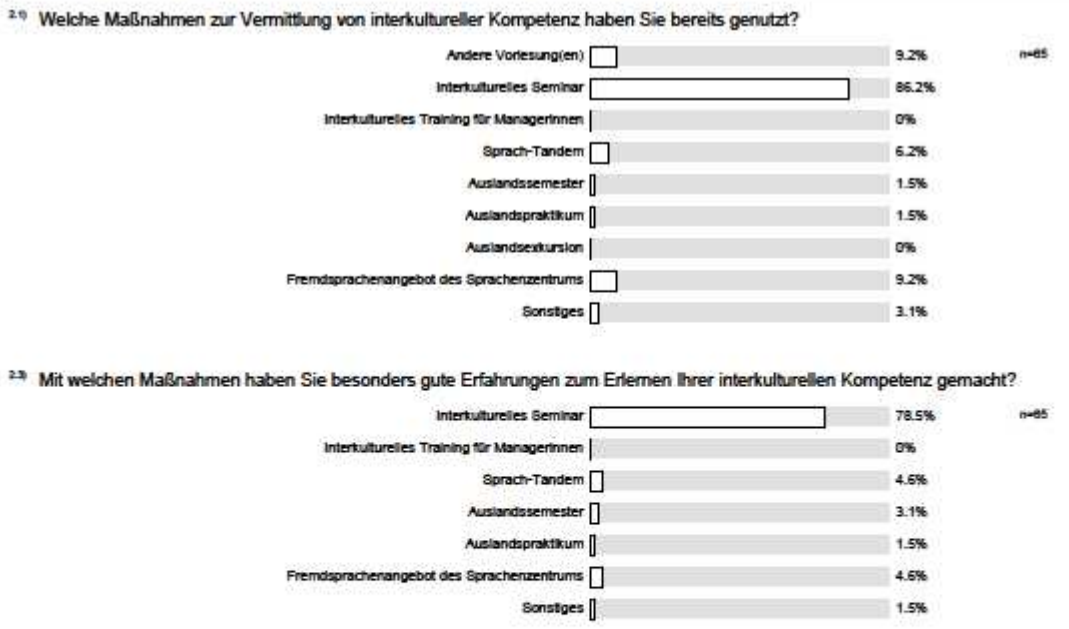 2.1) Welche Maßnahmen zur Vermittlung von interkultureller Kompetenz haben Sie bereits genutzt?
Andere Vorlesung(en) 9.2% n=65
Interkulturelles Seminar 86.2%
Interkulturelles Training für ManagerInnen 0%
Sprach-Tandem 6.2%
Auslandssemester 1.5%
Auslandspraktikum 1.5%
Auslandsexkursion 0%
Fremdsprachenangebot des Sprachenzentrums 9.2%
Sonstiges 3.1%
2.3) Mit welchen Maßnahmen haben Sie besonders gute Erfahrungen zum Erlernen Ihrer interkulturellen Kompetenz gemacht?
Interkulturelles Seminar 78.5% n=65
Interkulturelles Training für ManagerInnen 0%
Sprach-Tandem 4.6%
Auslandssemester 3.1%
Auslandspraktikum 1.5%
Fremdsprachenangebot des Sprachenzentrums 4.6%
Sonstiges 1.5%